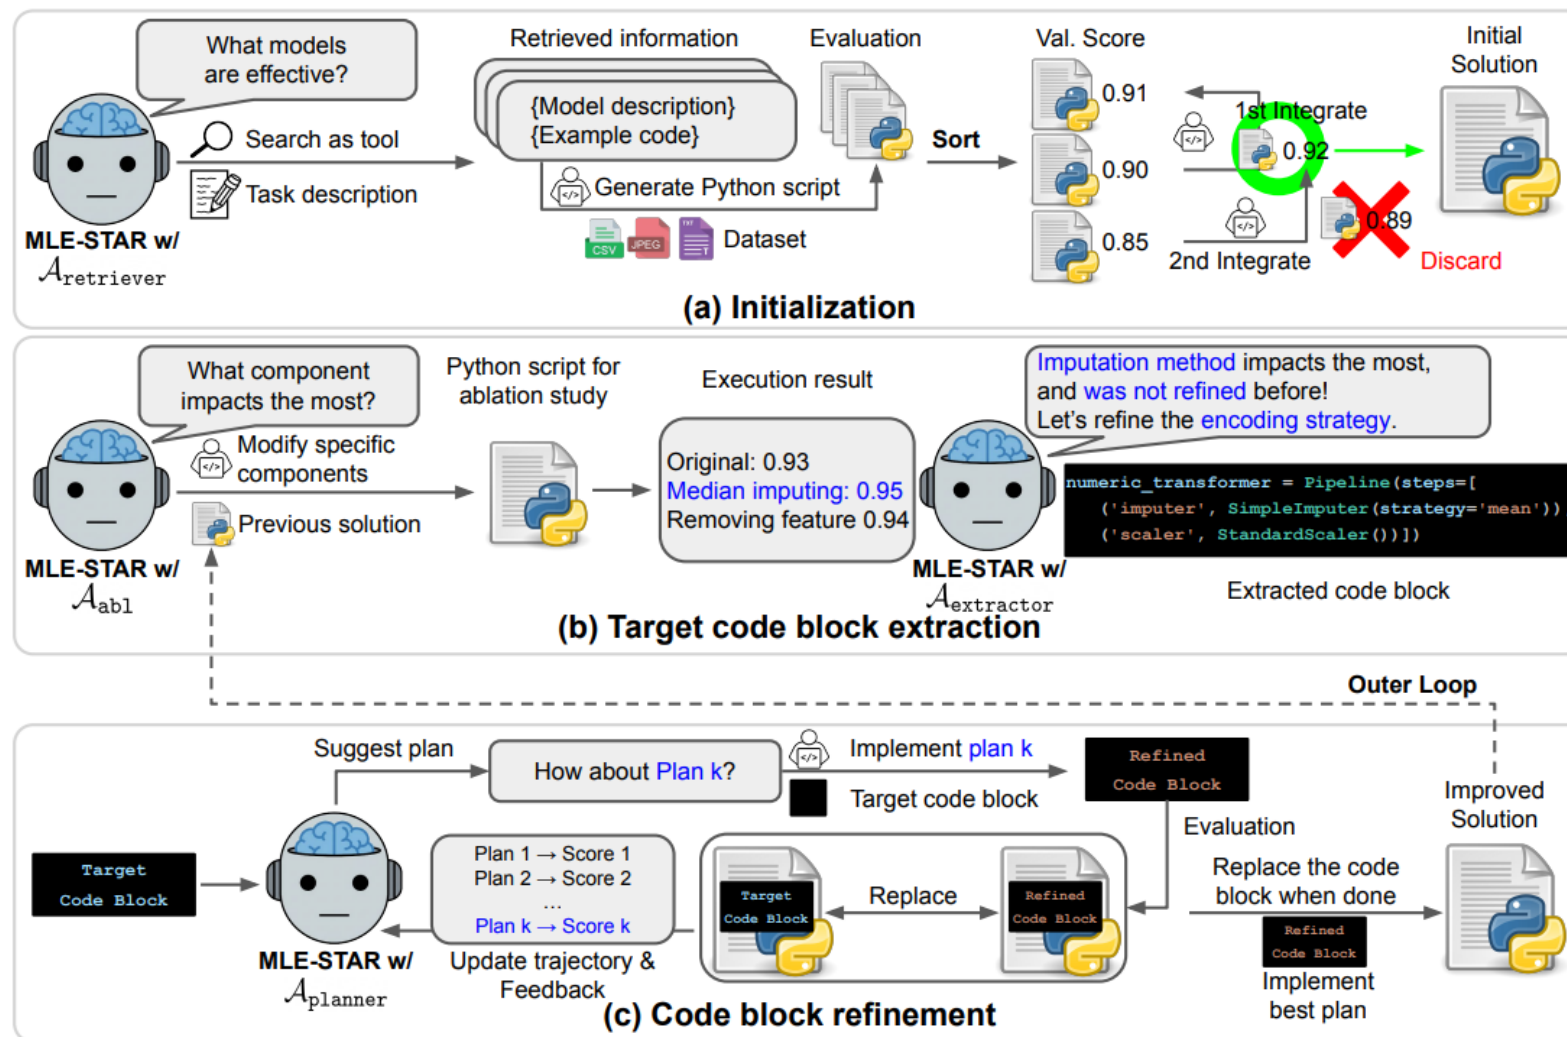 What models
are effective?
Search as tool
Task description
MLE-STAR w/
𝒜retriever
Retrieved information
{Model description}
{Example code}
Generate Python script
CSV
JPEG
TXT
T
Dataset
Evaluation
Sort
Val. Score
0.91
0.90
0.85
1st Integrate
0.92
2nd Integrate
0.89
Discard
Initial
Solution
(a) Initialization
What component
impacts the most?
Modify specific
components
Previous solution
MLE-STAR w/
𝒜abl
Python script for
ablation study
Execution result
Original: 0.93
Median imputing: 0.95
Removing feature 0.94
Imputation method impacts the most,
and was not refined before!
Let's refine the encoding strategy.
MLE-STAR w/
𝒜extractor
numeric_transformer = Pipeline(steps=[
('imputer', SimpleImputer(strategy='mean'))
('scaler', StandardScaler())])
Extracted code block
(b) Target code block extraction
Outer Loop
Target
Code Block
Suggest plan
MLE-STAR w/
𝒜planner
How about Plan k?
Implement plan k
Target code block
Refined
Code Block
Evaluation
Plan 1 → Score 1
Plan 2 → Score 2
...
Plan k → Score k
Update trajectory &
Feedback
Target
Code Block
Replace
Refined
Code Block
Replace the code
block when done
Refined
Code Block
Implement
best plan
Improved
Solution
(c) Code block refinement